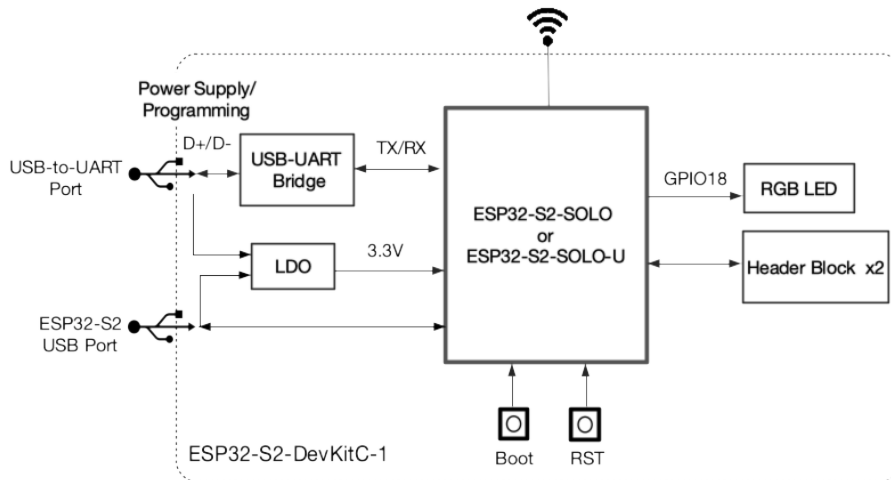 Power Supply/
Programming
D+/D-
USB-to-UART
Port
USB-UART
Bridge
TX/RX
ESP32-S2-SOLO
or
ESP32-S2-SOLO-U
GPIO18
RGB LED
LDO
3.3V
Header Block x2
ESP32-S2
USB Port
ESP32-S2-DevKitC-1
Boot
RST